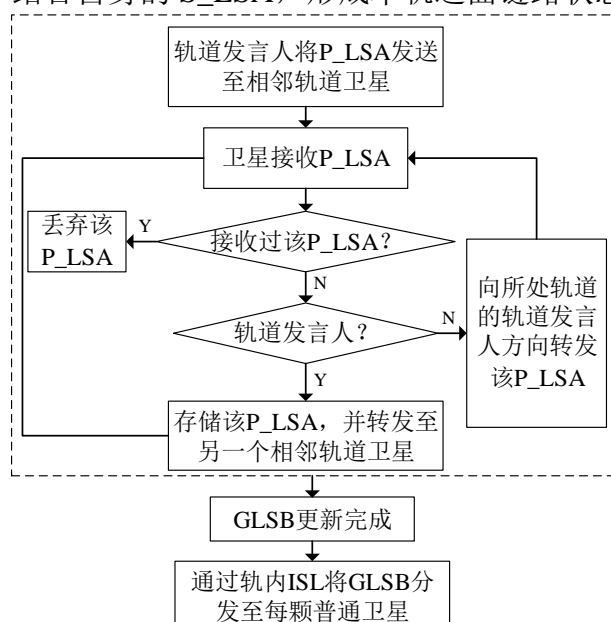 轨道发言人将P_LSA发送
至相邻轨道卫星
卫星接收P_LSA
丢弃该
P_LSA
Y
接收过该P_LSA?
N
轨道发言人?
N
向所处轨道
的轨道发言
人方向转发
该P_LSA
Y
存储该P_LSA，并转发至
另一个相邻轨道卫星
GLSB更新完成
通过轨内ISL将GLSB分
发至每颗普通卫星